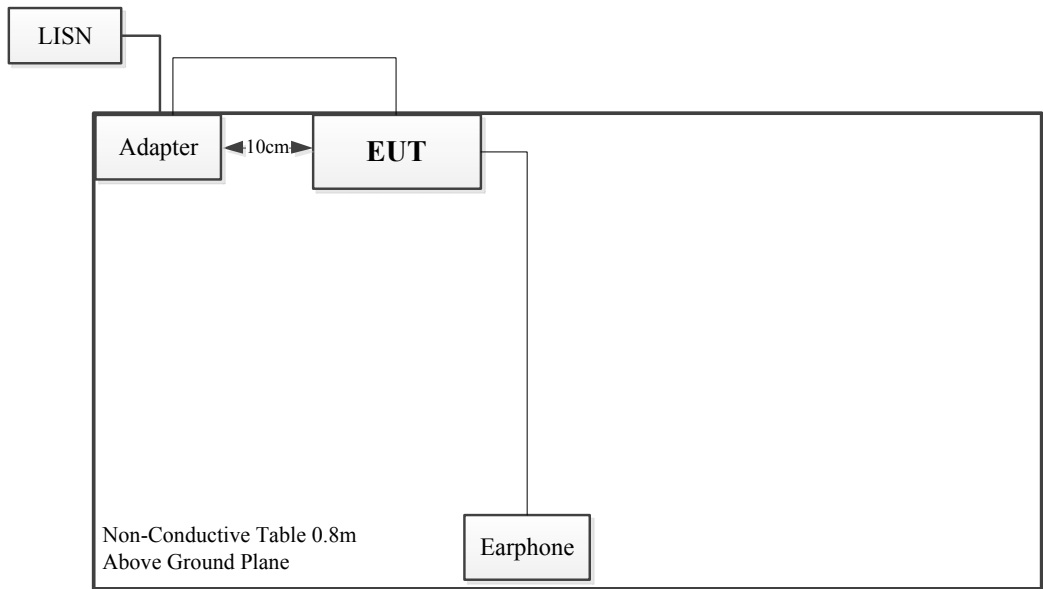 LISN
Adapter
10cm
EUT
Non-Conductive Table 0.8m
Above Ground Plane
Earphone